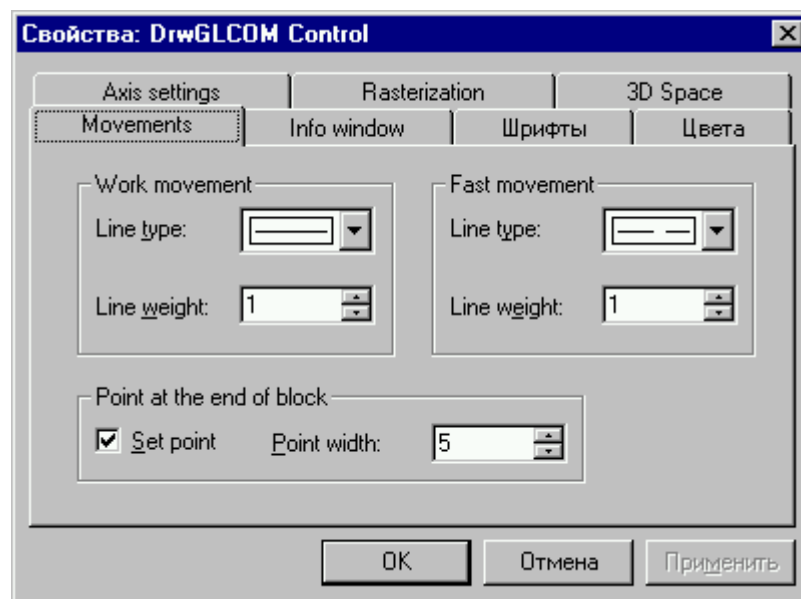 Свойства: DrwGLCOM Control
Axis settings Rasterization 3D Space
Movements Info window Шрифты Цвета
Work movement Fast movement
Line type: Line type:
Line weight: 1 Line weight: 1
Point at the end of block
Set point Point width: 5
OK Отмена Применить